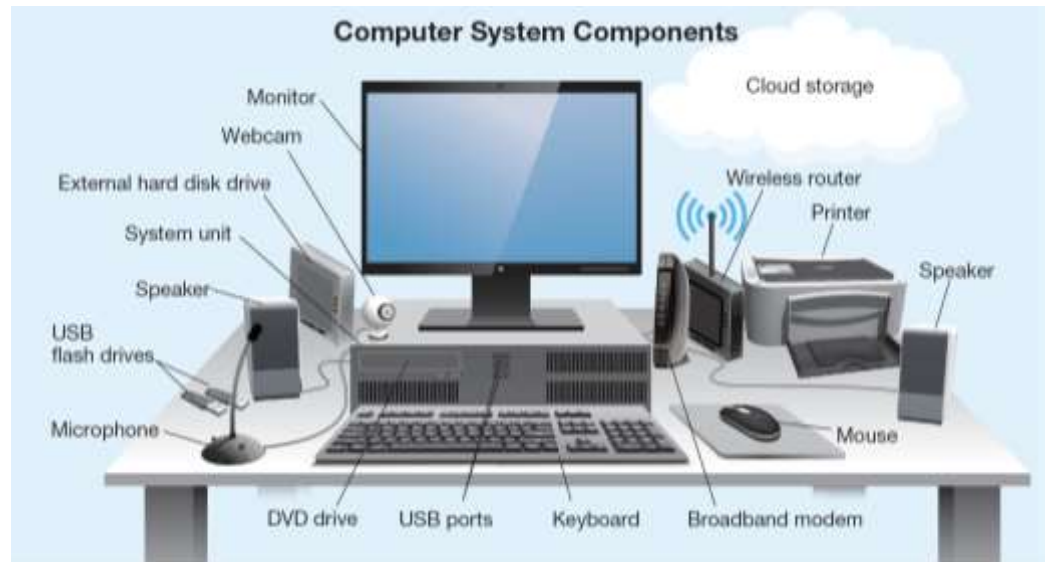 Computer System Components
Cloud storage
Monitor
Webcam
External hard disk drive
Wireless router
Printer
System unit
Speaker
Speaker
USB
flash drives
Microphone
Mouse
DVD drive
USB ports
Keyboard
Broadband modem